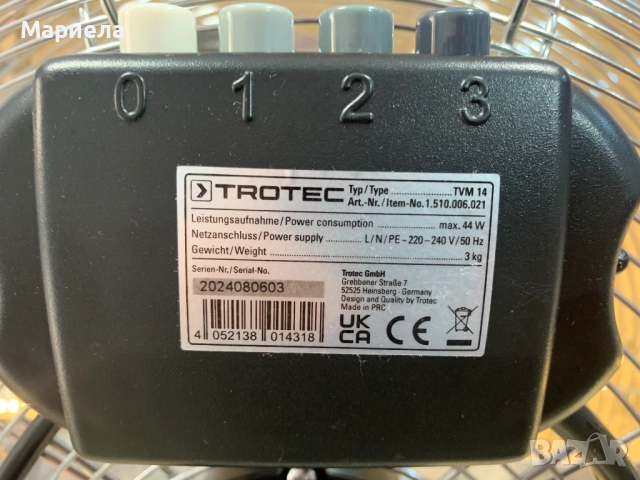 Мариела
0 1 2 3
TROTEC
Typ/Type ........ TVM 14
Art.-Nr./Item-No. 1.510.006.021
Leistungsaufnahme/Power consumption ........ max. 44 W
Netzanschluss/Power supply ........ L/N/PE~220-240 V/50 Hz
Gewicht/Weight ........ 3 kg
Serien-Nr./Serial-No.
2024080603
4 052138 014318
Trotec GmbH
Grebbener Straße 7
52525 Heinsberg - Germany
Design and Quality by Trotec
Made in PRC
UK
CA
CE
BAZAR